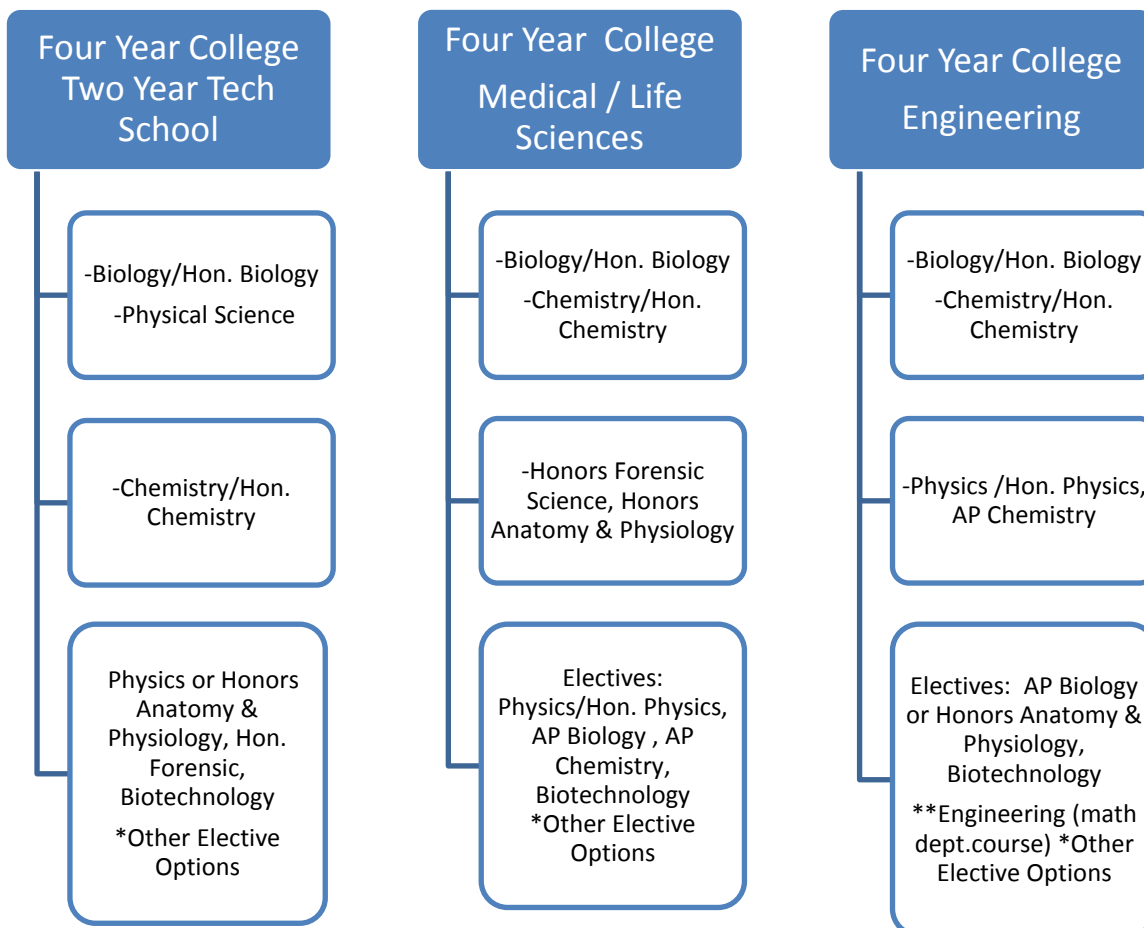 Four Year College
Two Year Tech
School
-Biology/Hon. Biology
-Physical Science
-Chemistry/Hon.
Chemistry
Physics or Honors
Anatomy &
Physiology, Hon.
Forensic,
Biotechnology
*Other Elective
Options
Four Year  College
Medical / Life
Sciences
-Biology/Hon. Biology
-Chemistry/Hon.
Chemistry
-Honors Forensic
Science, Honors
Anatomy & Physiology
Electives:
Physics/Hon. Physics,
AP Biology , AP
Chemistry,
Biotechnology
*Other Elective
Options
Four Year College
Engineering
-Biology/Hon. Biology
-Chemistry/Hon.
Chemistry
-Physics /Hon. Physics,
AP Chemistry
Electives:  AP Biology
or Honors Anatomy &
Physiology,
Biotechnology
**Engineering (math
dept.course) *Other
Elective Options